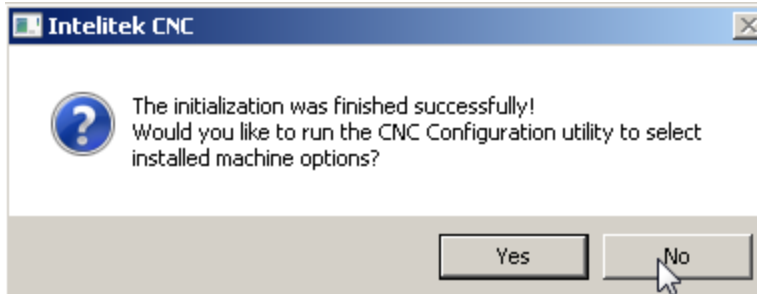 Intelitek CNC
The initialization was finished successfully!
Would you like to run the CNC Configuration utility to select
installed machine options?
Yes
No